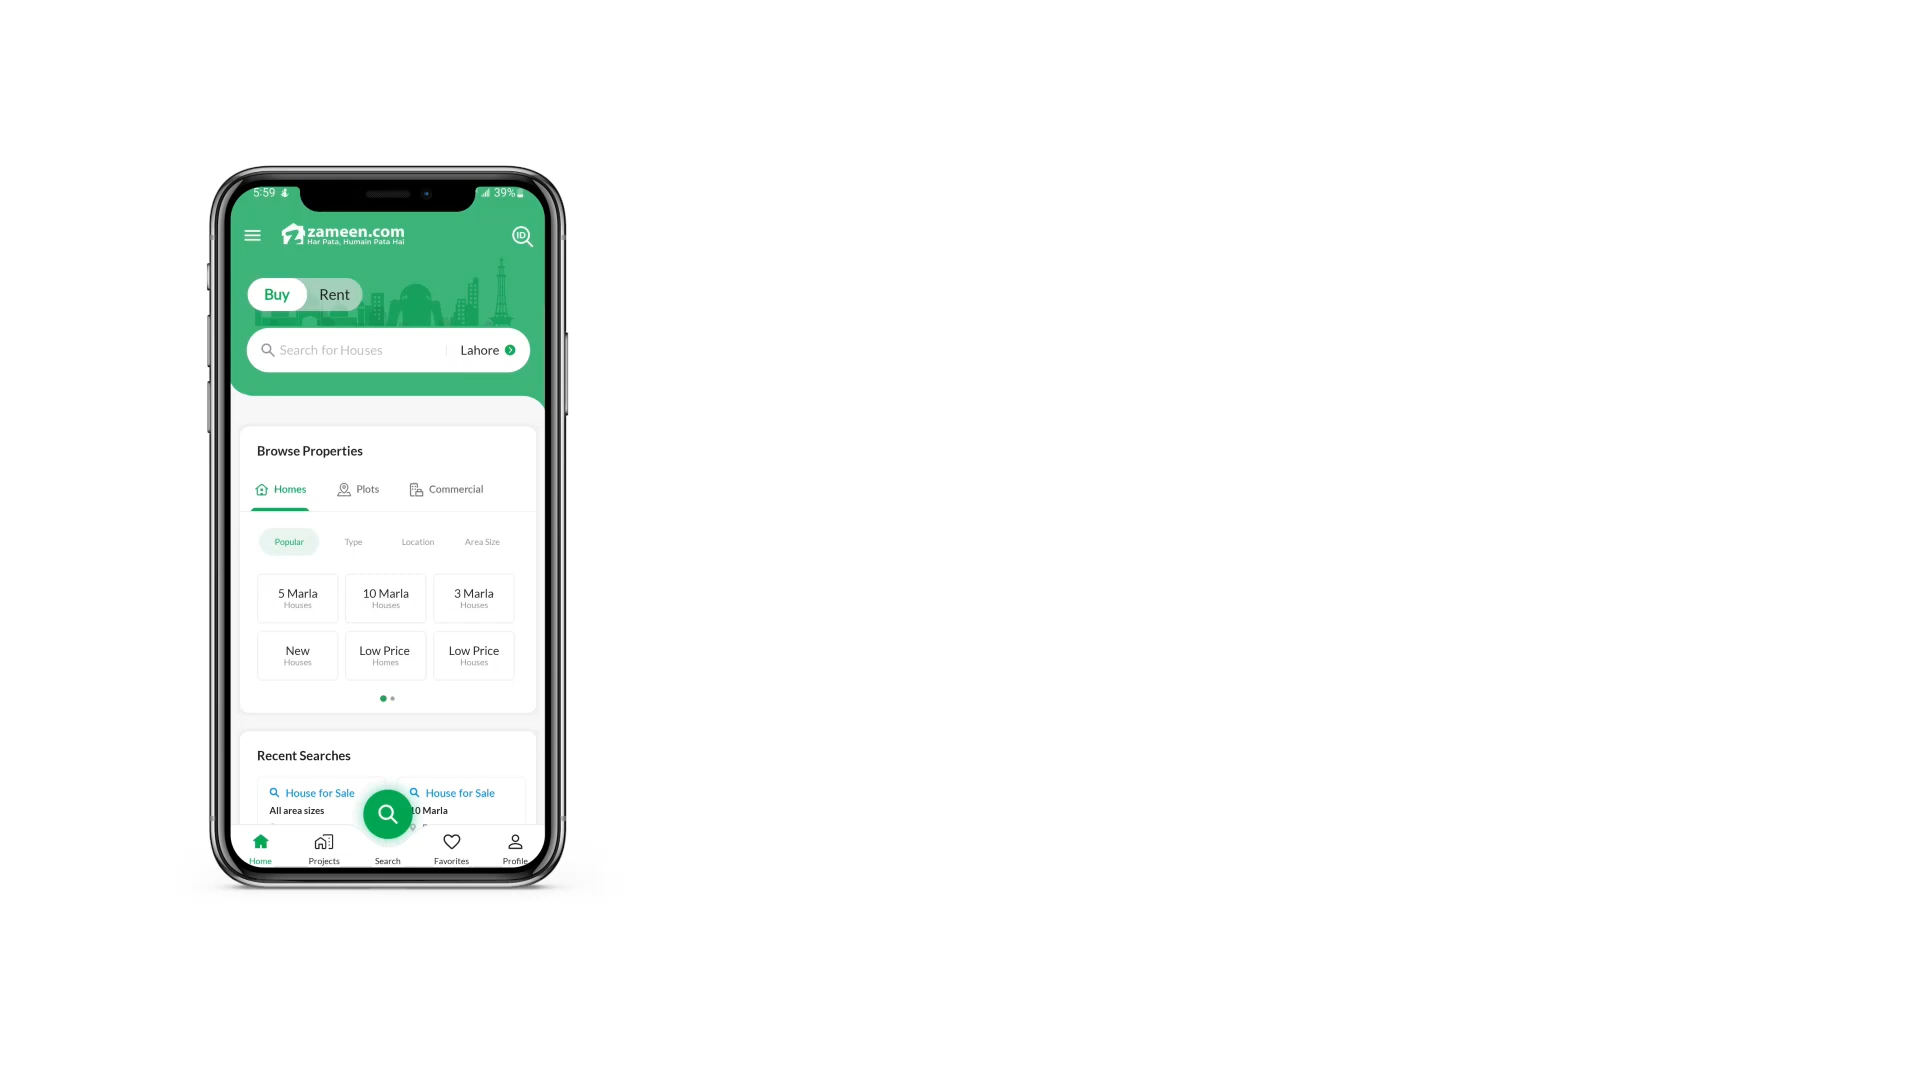 5:59 39%
zameen.com
Har Pata, Humain Pata Hai
ID
Buy Rent
Search for Houses Lahore
Browse Properties
Homes Plots Commercial
Popular Type Location Area Size
5 Marla 10 Marla 3 Marla
Houses Houses Houses
New Low Price Low Price
Houses Homes Houses
Recent Searches
House for Sale House for Sale
All area sizes 10 Marla
Home Projects Search Favorites Profile